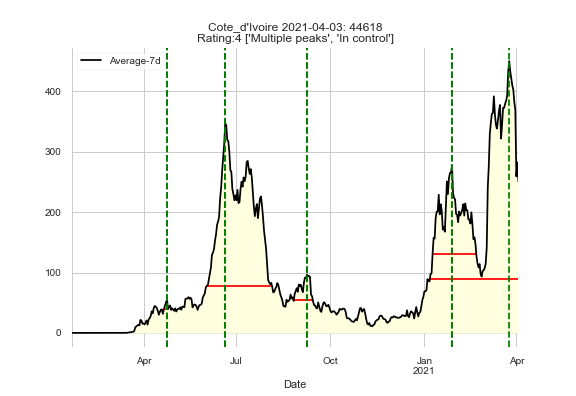 Cote_d'Ivoire 2021-04-03: 44618
Rating:4 ['Multiple peaks', 'In control']
Average-7d
400
300
200
100
0
Apr Jul Oct Jan Apr
2021
Date